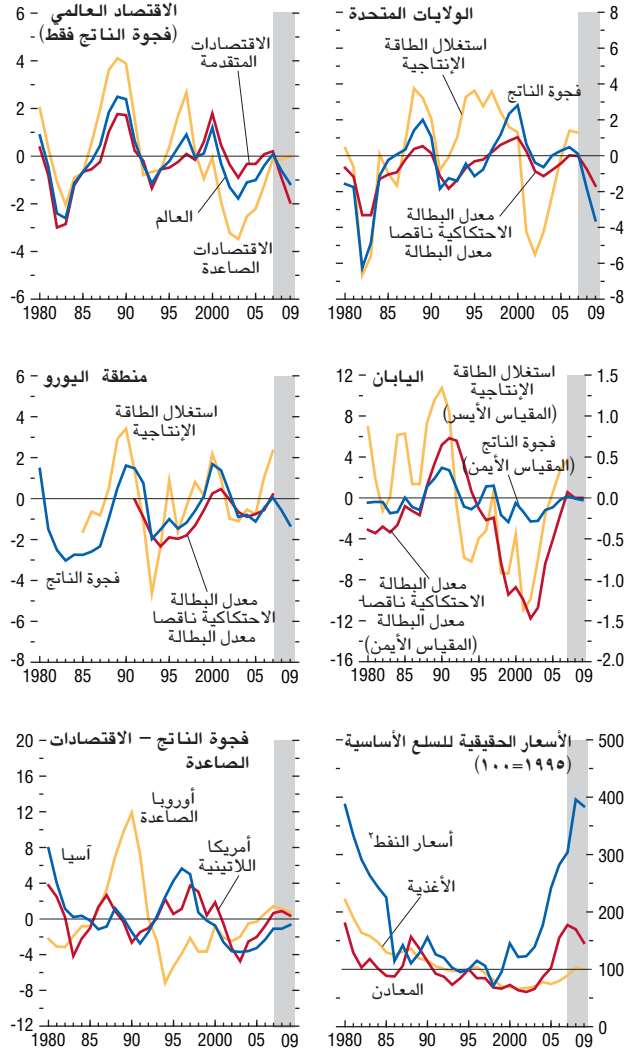 الاقتصاد العالمي
(فجوة الناتج فقط)
6
4
2
0
-2
-4
-6
الاقتصادات
المتقدمة
العالم
الاقتصادات
الصاعدة
1980
90
2000
09
الولايات المتحدة
8
6
4
2
0
-2
-4
-6
-8
استغلال الطاقة
الإنتاجية
فجوة الناتج
معدل البطالة
الاحتكاكية ناقصا
معدل البطالة
1980
85
90
95
2000
09
منطقة اليورو
6
4
2
0
-2
-4
-6
-8
استغلال الطاقة
الإنتاجية
فجوة الناتج
معدل البطالة
الاحتكاكية ناقصا
معدل البطالة
1980
85
90
95
2000
09
اليابان
12
8
4
0
-4
-8
-12
-16
1.5
1.0
0.5
0.0
-0.5
-1.0
-1.5
-2.0
استغلال الطاقة
الإنتاجية
(المقياس الأيسر)
فجوة الناتج
(المقياس الأيمن)
معدل البطالة
الاحتكاكية ناقصا
معدل البطالة
(المقياس الأيمن)
1980
85
90
95
2000
09
فجوة الناتج – الاقتصادات
الصاعدة
20
16
12
8
4
0
-4
-8
-12
أوروبا
الصاعدة
آسيا
أمريكا
اللاتينية
1980
85
90
95
2000
09
الأسعار الحقيقية للسلع الأساسية
(١٩٩٥=١٠٠)
500
400
300
200
100
0
أسعار النفط٢
الأغذية
المعادن
1980
85
90
95
2000
09